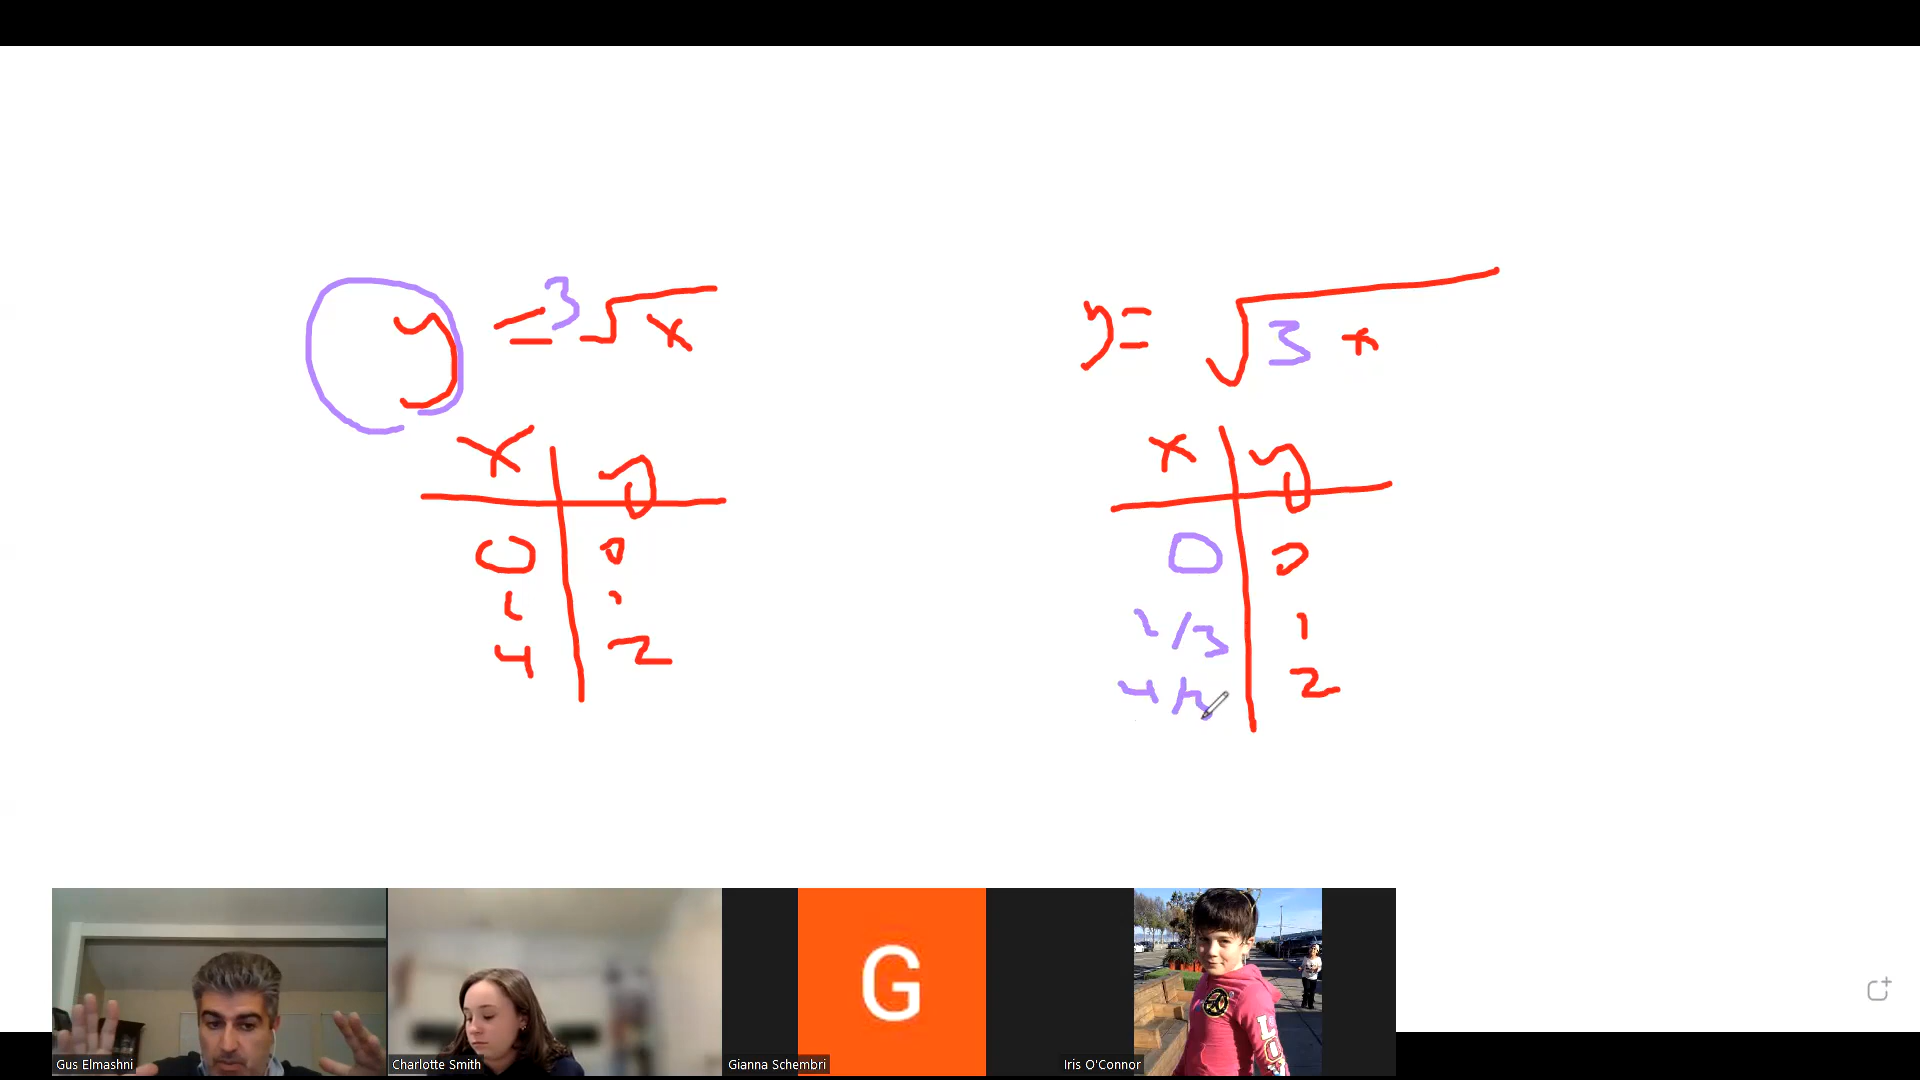 y = 3√x
y = √3x
x y
0 0
1 1
4 2
x y
0 0
1/3 1
4/3 2
G
Gus Elmashni
Charlotte Smith
Gianna Schembri
Iris O'Connor